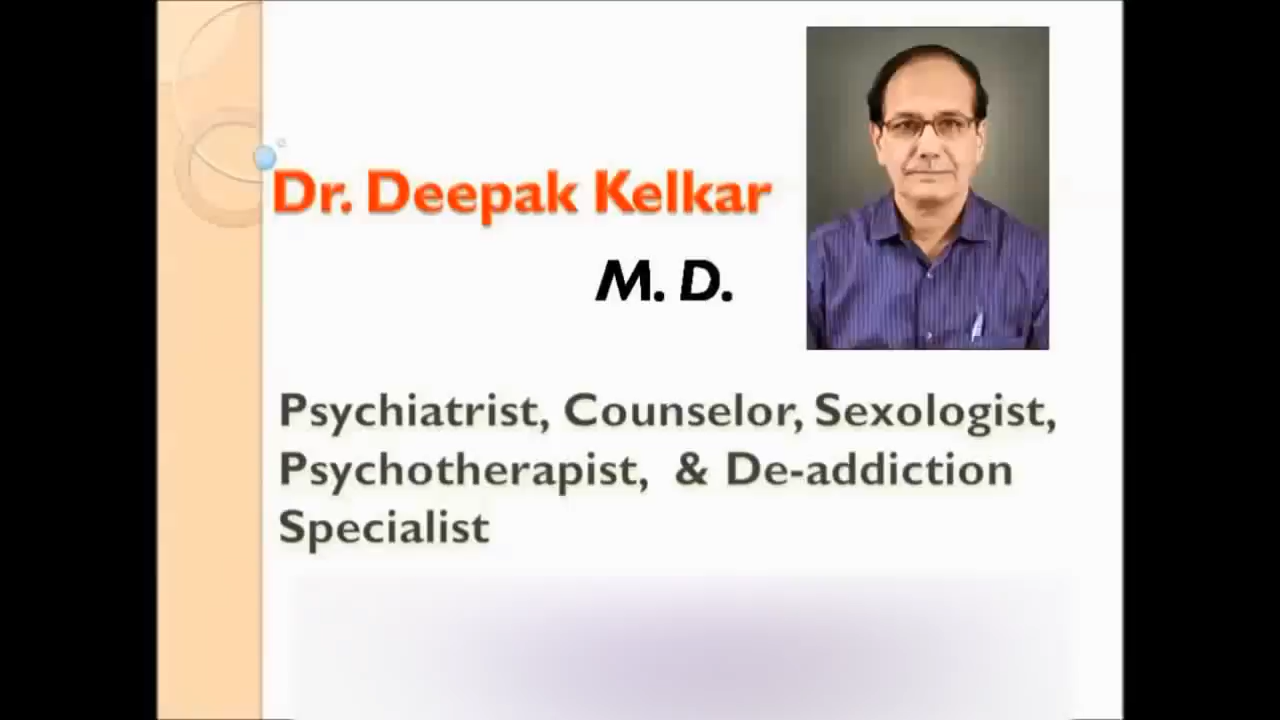 Dr. Deepak Kelkar
M. D.
Psychiatrist, Counselor, Sexologist,
Psychotherapist, & De-addiction
Specialist